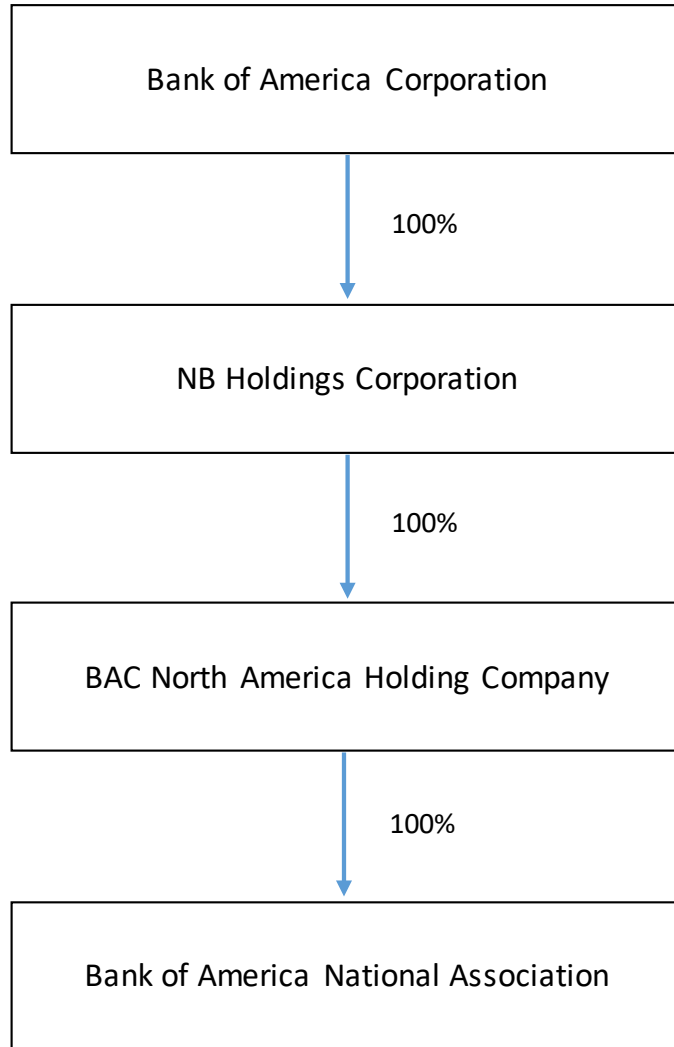 Bank of America Corporation
100%
NB Holdings Corporation
100%
BAC North America Holding Company
100%
Bank of America National Association